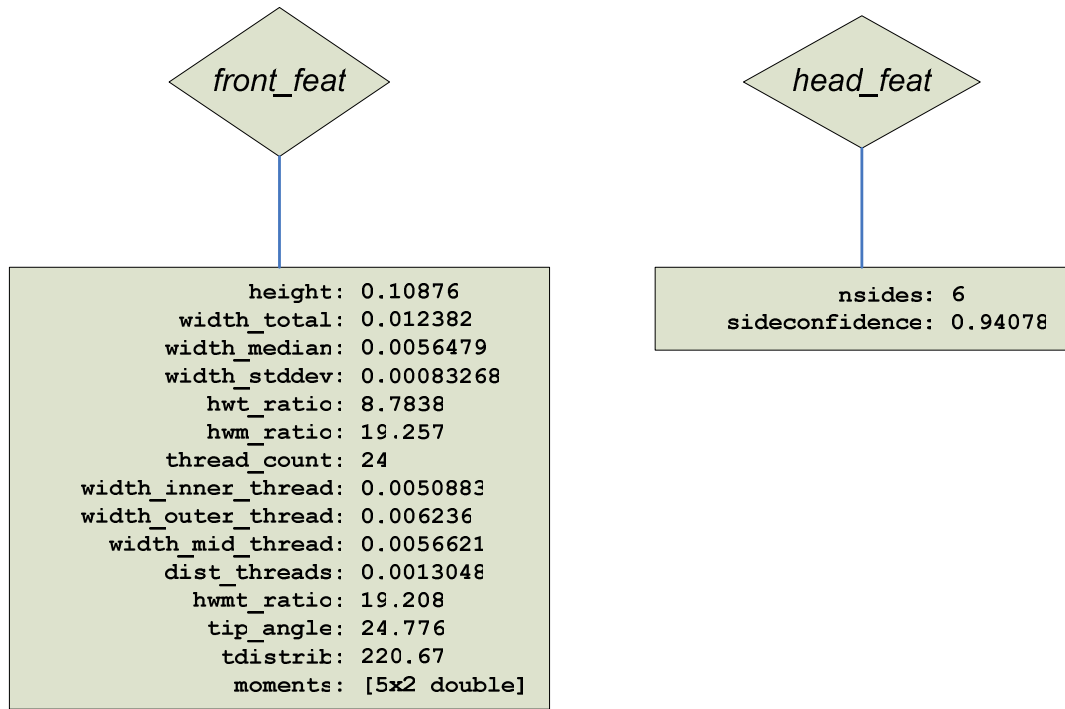 front_feat
height: 0.10876
width_total: 0.012382
width_median: 0.0056479
width_stddev: 0.00083268
hwt_ratio: 8.7838
hwm_ratio: 19.257
thread_count: 24
width_inner_thread: 0.0050883
width_outer_thread: 0.006236
width_mid_thread: 0.0056621
dist_threads: 0.0013048
hwmt_ratio: 19.208
tip_angle: 24.776
tdistrib: 220.67
moments: [5x2 double]
head_feat
nsides: 6
sideconfidence: 0.94078